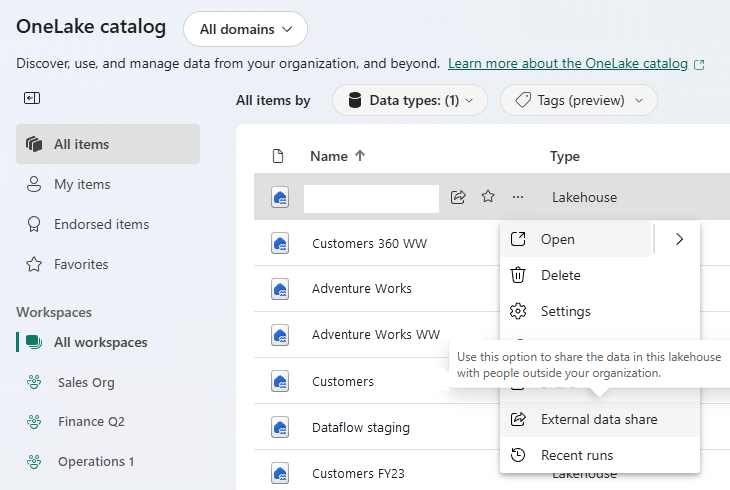 OneLake catalog
All domains
Discover, use, and manage data from your organization, and beyond. Learn more about the OneLake catalog
All items by
Data types: (1)
Tags (preview)
All items
My items
Endorsed items
Favorites
Workspaces
All workspaces
Sales Org
Finance Q2
Operations 1
Name
Type
Lakehouse
Customers 360 WW
Adventure Works
Adventure Works WW
Customers
Dataflow staging
Customers FY23
Lakehouse
Open
Delete
Settings
Use this option to share the data in this lakehouse
with people outside your organization.
External data share
Recent runs